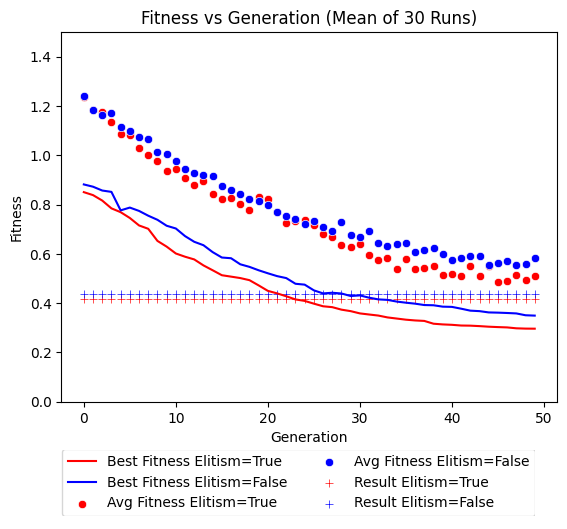 Fitness vs Generation (Mean of 30 Runs)
1.4
1.2
1.0
0.8
0.6
0.4
0.2
0.0
Fitness
0 10 20 30 40 50
Generation
Best Fitness Elitism=True
Best Fitness Elitism=False
Avg Fitness Elitism=True
Avg Fitness Elitism=False
Result Elitism=True
Result Elitism=False